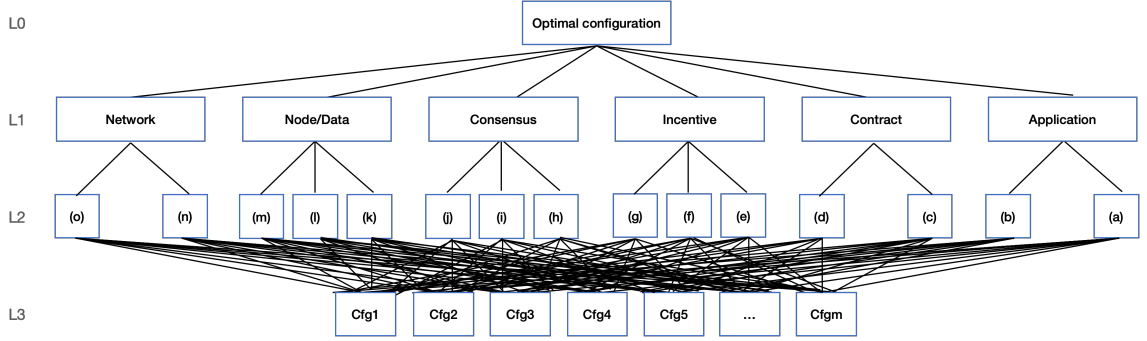 L0
Optimal configuration
L1
Network
Node/Data
Consensus
Incentive
Contract
Application
L2
(o)
(n)
(m)
(l)
(k)
(j)
(i)
(h)
(g)
(f)
(e)
(d)
(c)
(b)
(a)
L3
Cfg1
Cfg2
Cfg3
Cfg4
Cfg5
...
Cfgm